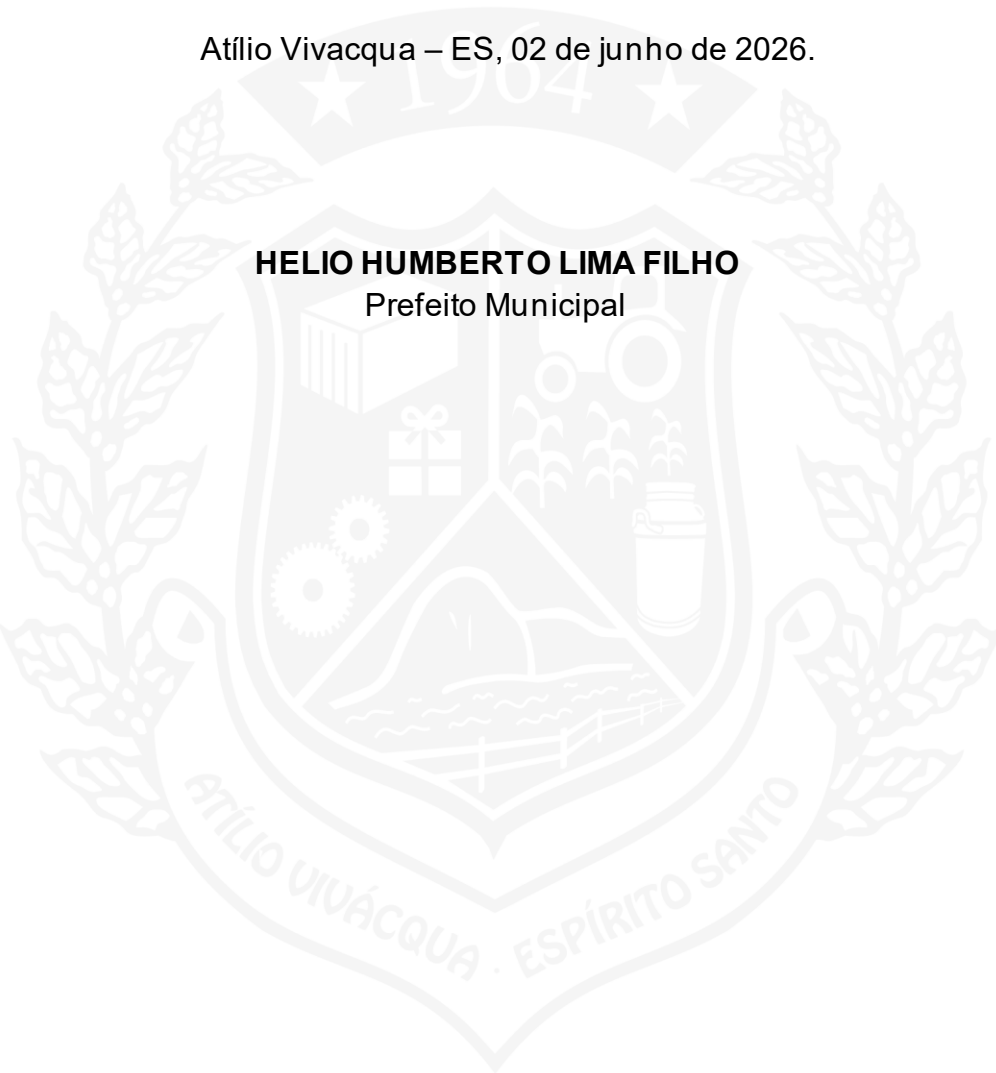 1964
Atílio Vivacqua – ES, 02 de junho de 2026.
HELIO HUMBERTO LIMA FILHO
Prefeito Municipal
ATÍLIO VIVÁCQUA . ESPÍRITO SANTO